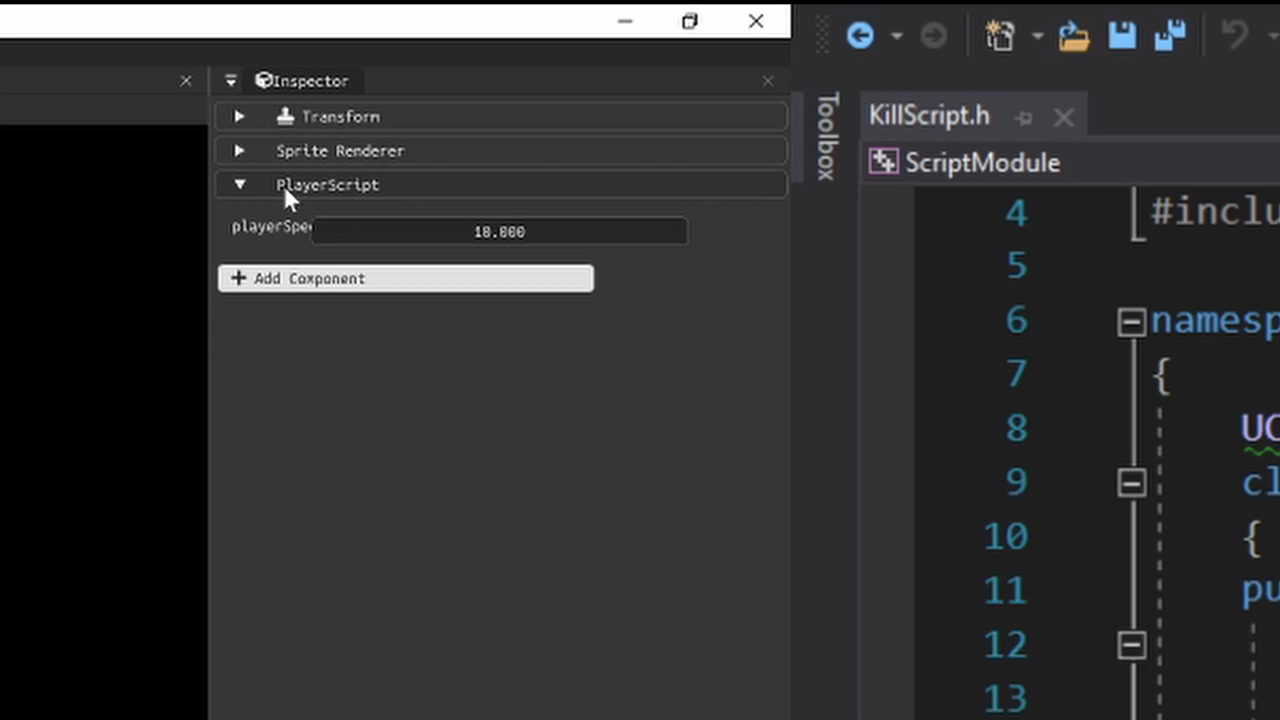 Inspector
Transform
Sprite Renderer
PlayerScript
playerSpe
18.000
+ Add Component
Toolbox
KillScript.h
ScriptModule
4 #inclu
5
6 namesp
7 {
8 UC
9 cl
10 {
11 pu
12
13